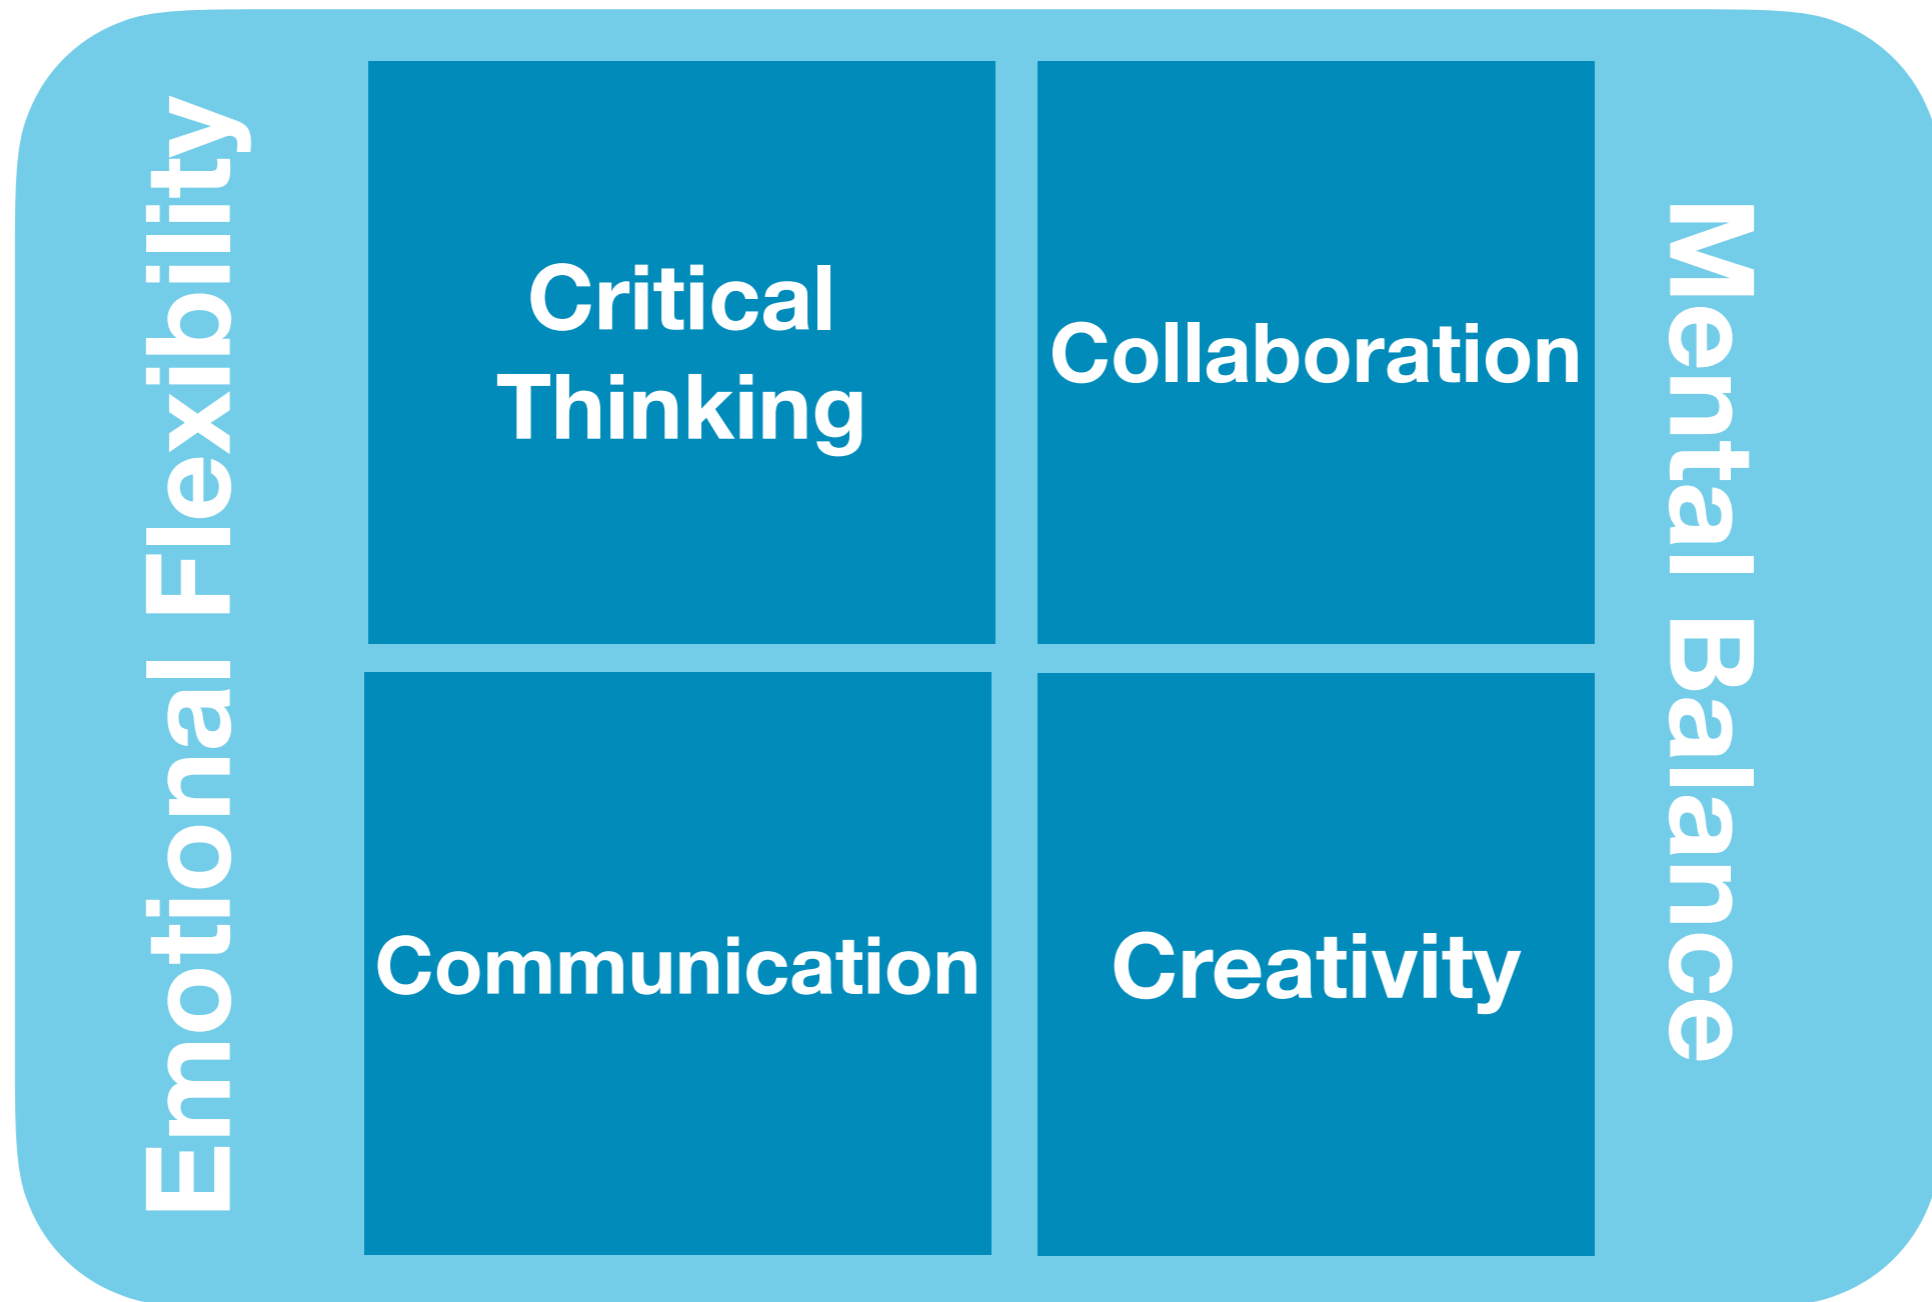 Emotional Flexibility
Critical
Thinking
Collaboration
Communication
Creativity
Mental Balance